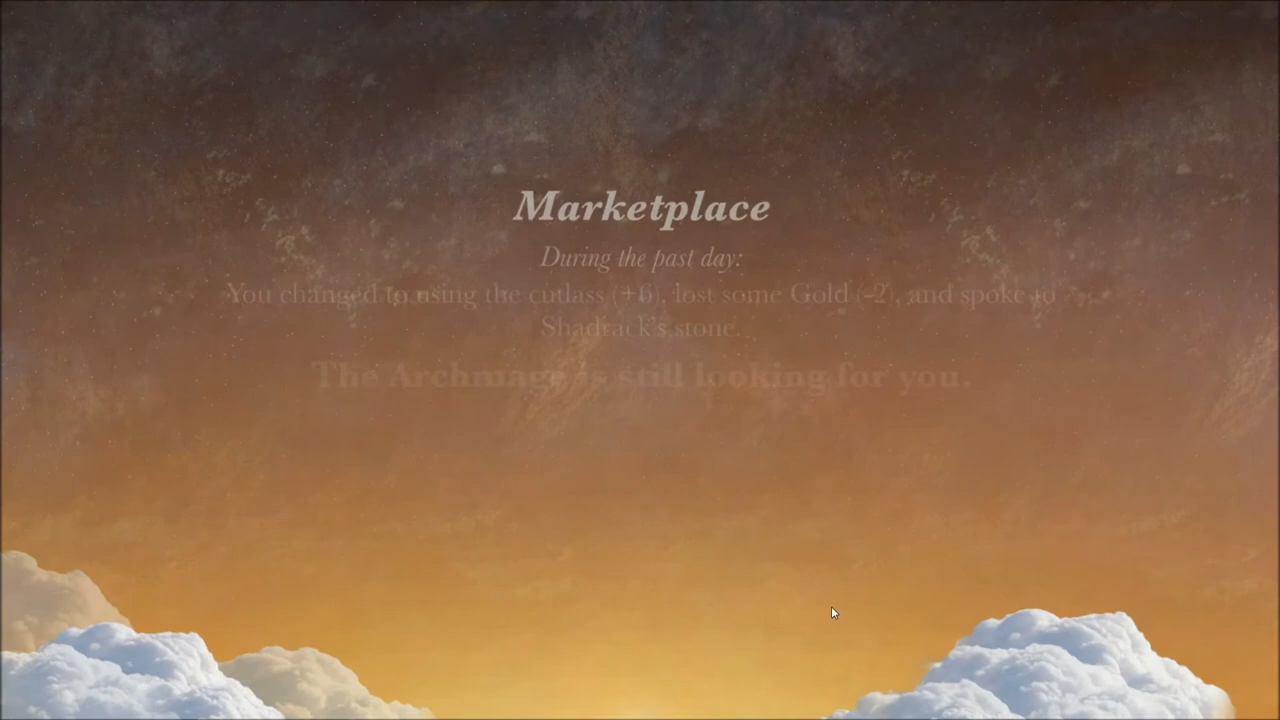 Marketplace
During the past day:
You changed to using the cutlass (+6), lost some Gold (-2), and spoke to
Shadrack's stone.
The Archmage is still looking for you.